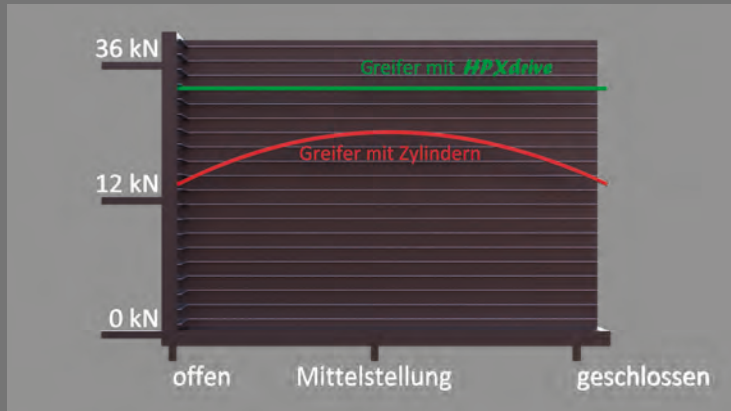 36 kN
Greifer mit HPXdrive
Greifer mit Zylindern
12 kN
0 kN
offen Mittelstellung geschlossen